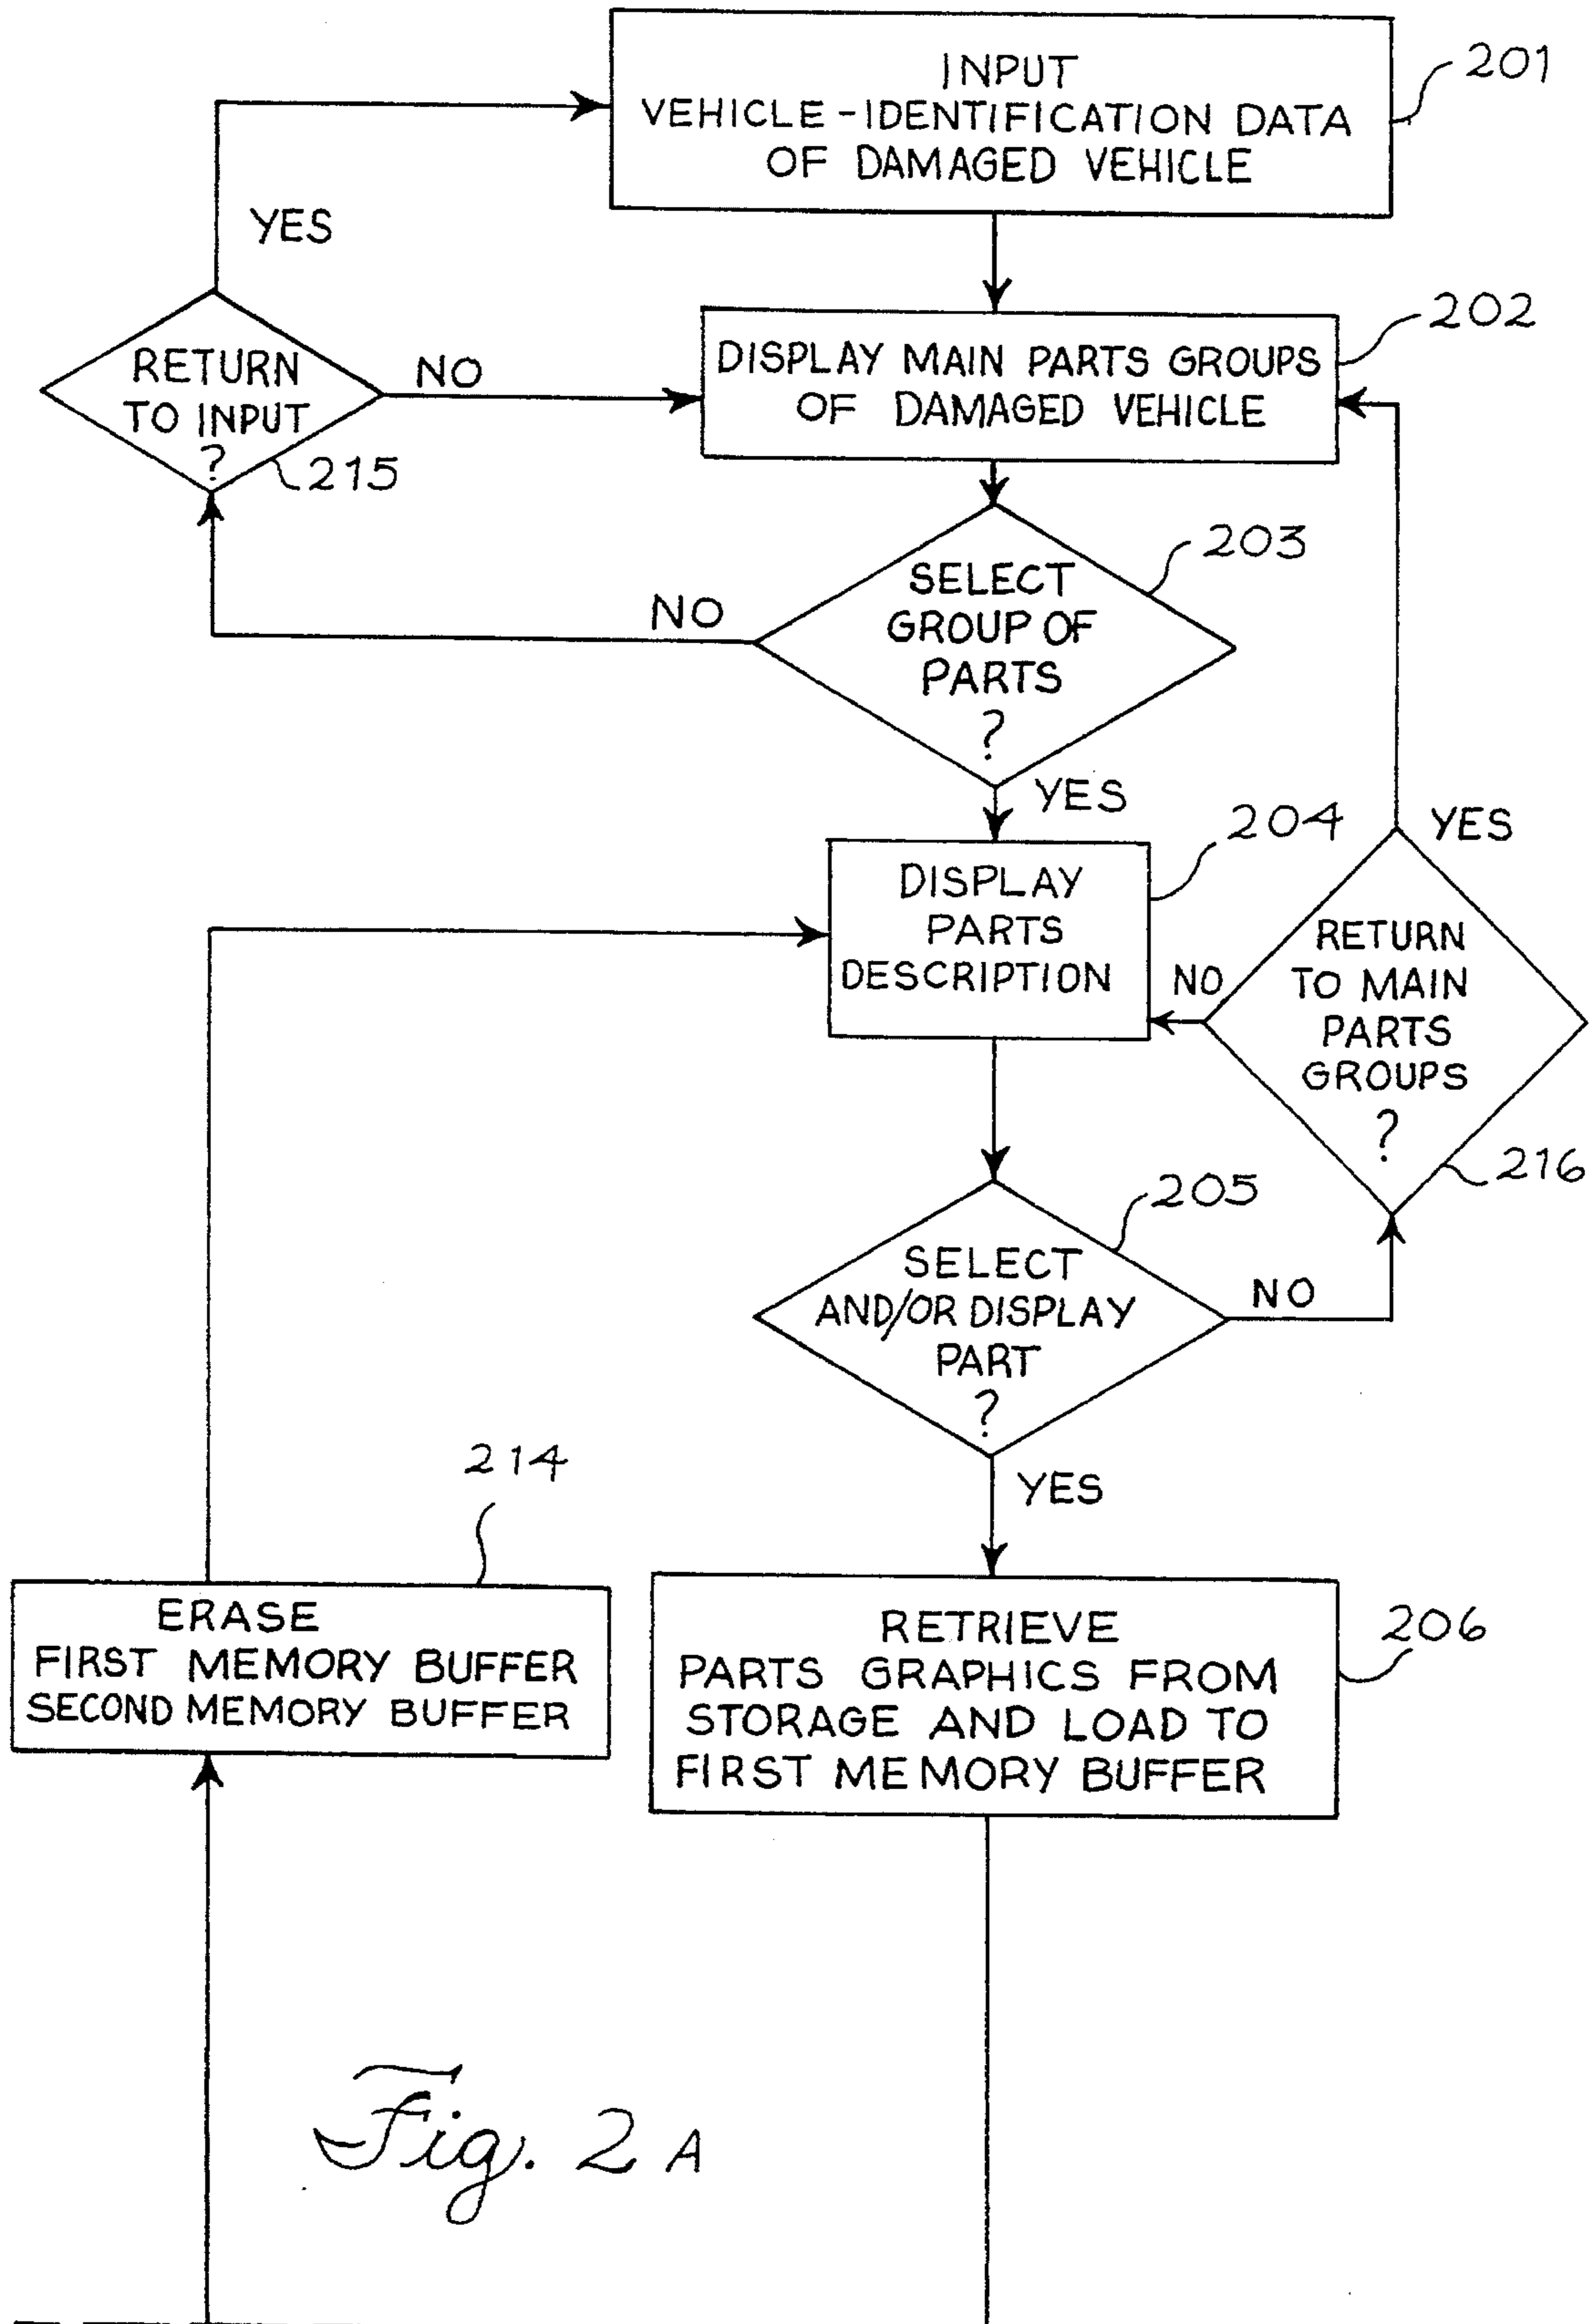 INPUT
VEHICLE-IDENTIFICATION DATA
OF DAMAGED VEHICLE
201
YES
202
DISPLAY MAIN PARTS GROUPS
OF DAMAGED VEHICLE
RETURN
TO INPUT
?
NO
215
203
SELECT
GROUP OF
PARTS
?
NO
YES
204
DISPLAY
PARTS
DESCRIPTION
YES
RETURN
TO MAIN
PARTS
GROUPS
?
NO
216
205
SELECT
AND/OR DISPLAY
PART
?
NO
YES
214
ERASE
FIRST MEMORY BUFFER
SECOND MEMORY BUFFER
206
RETRIEVE
PARTS GRAPHICS FROM
STORAGE AND LOAD TO
FIRST MEMORY BUFFER
Fig. 2 A